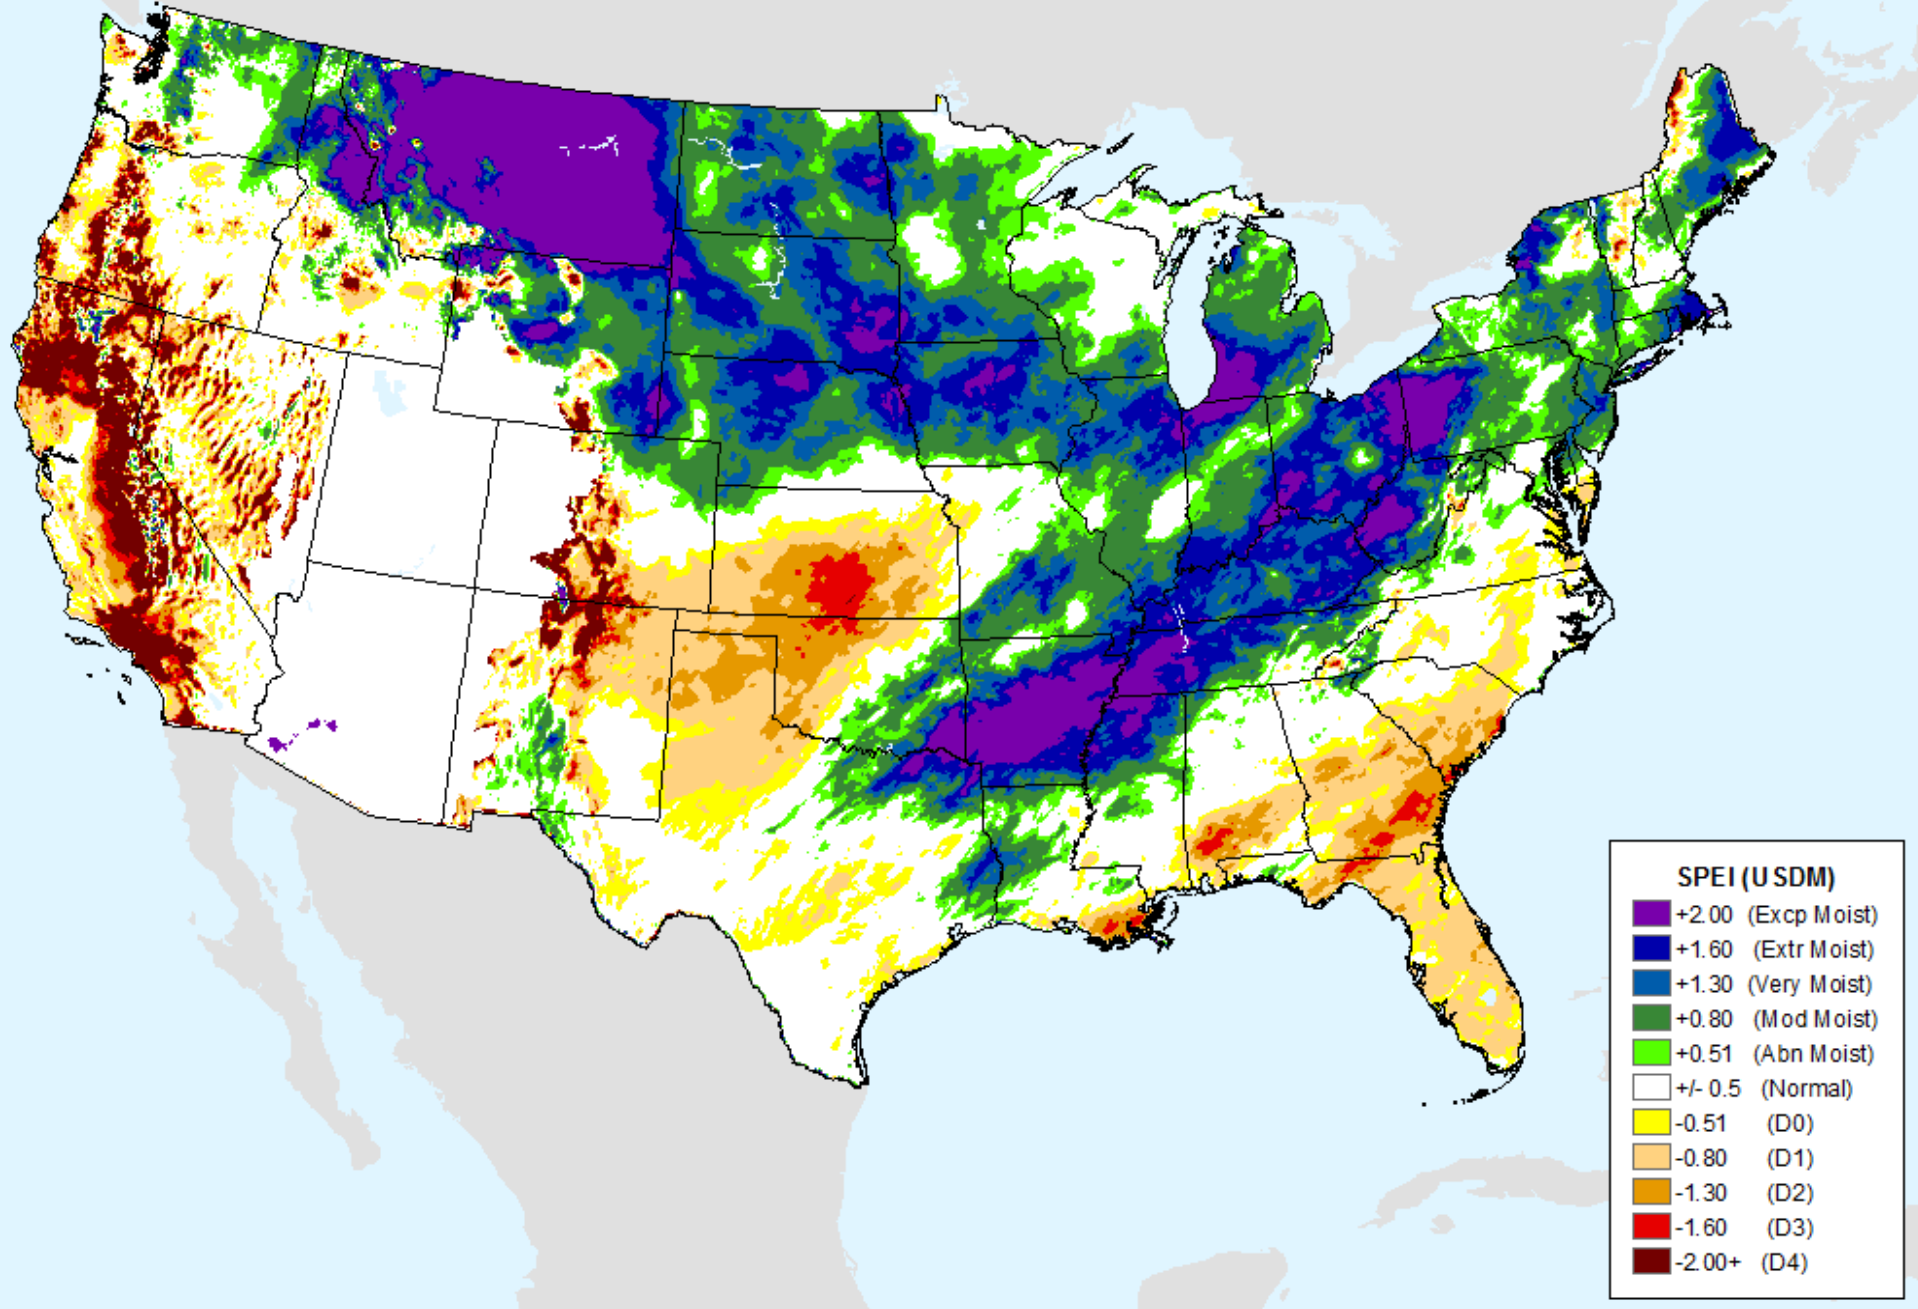 SPEI (USDM)
+2.00 (Excp Moist)
+1.60 (Extr Moist)
+1.30 (Very Moist)
+0.80 (Mod Moist)
+0.51 (Abn Moist)
+/- 0.5 (Normal)
-0.51 (D0)
-0.80 (D1)
-1.30 (D2)
-1.60 (D3)
-2.00+ (D4)